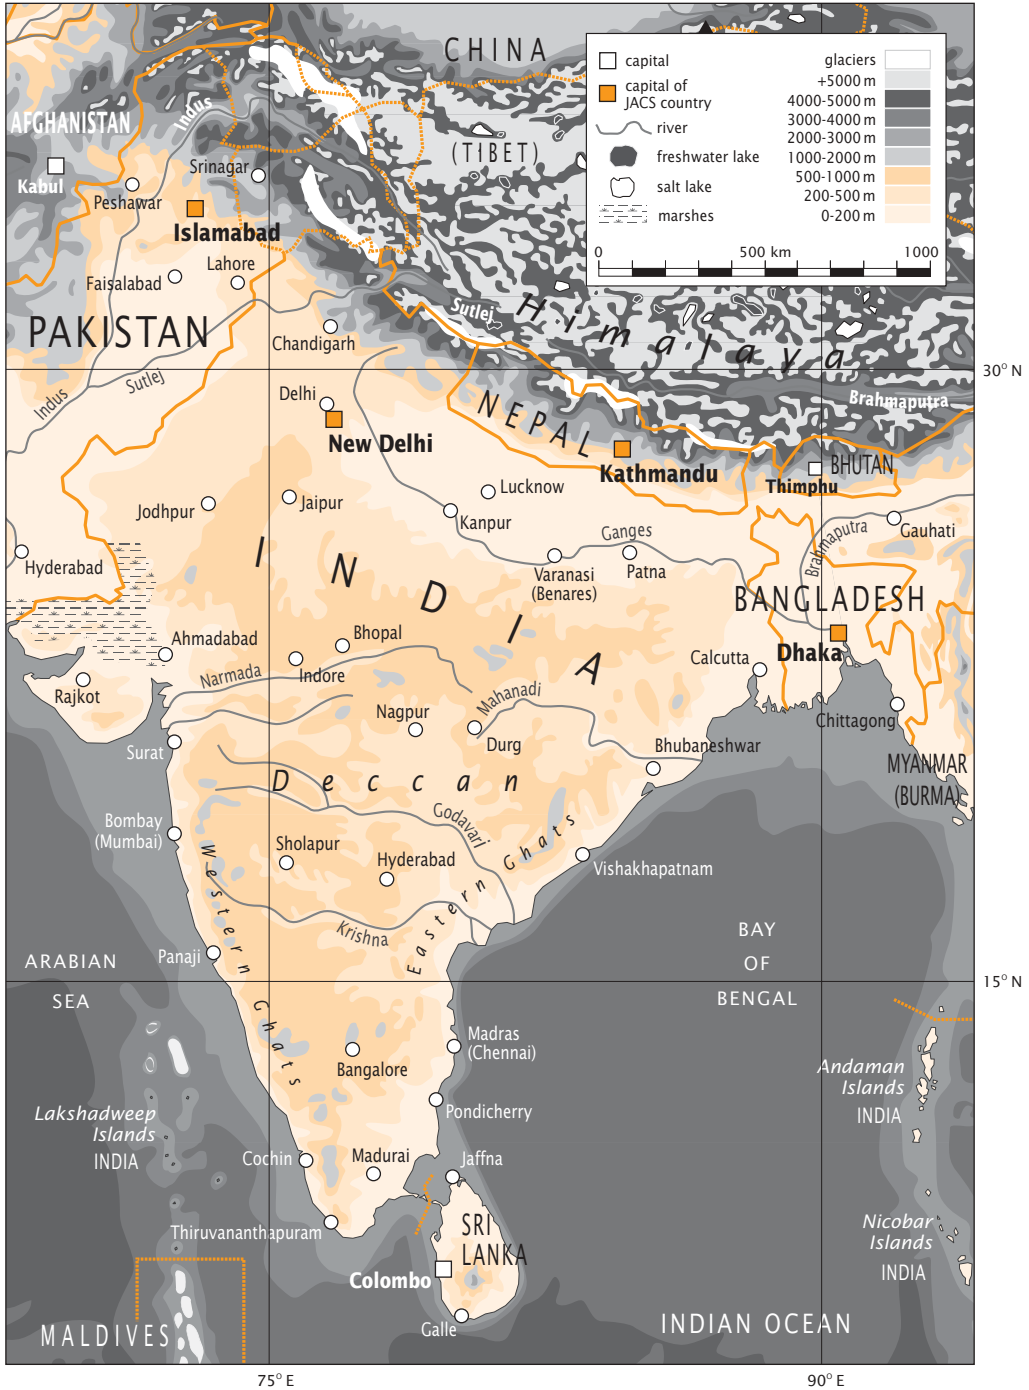 CHINA
(TIBET)
AFGHANISTAN
Indus
Srinagar
Kabul
Peshawar
Islamabad
Lahore
Faisalabad
PAKISTAN
Chandigarh
Sutlej
Himalaya
Indus
Sutlej
Delhi
New Delhi
NEPAL
Kathmandu
Brahmaputra
BHUTAN
Thimphu
Lucknow
Kanpur
Jodhpur
Jaipur
Ganges
Gauhati
Brahmaputra
Hyderabad
Varanasi
(Benares)
Patna
INDIA
BANGLADESH
Ahmadabad
Bhopal
Dhaka
Rajkot
Narmada
Indore
Calcutta
Mahanadi
Nagpur
Durg
Chittagong
Surat
Bhubaneshwar
Deccan
MYANMAR
(BURMA)
Bombay
(Mumbai)
Godavari
Sholapur
Hyderabad
Vishakhapatnam
Western Ghats
Eastern Ghats
Krishna
Panaji
ARABIAN
SEA
BAY
OF
BENGAL
Madras
(Chennai)
Bangalore
Pondicherry
Andaman
Islands
INDIA
Lakshadweep
Islands
INDIA
Cochin
Madurai
Jaffna
Thiruvananthapuram
SRI
LANKA
Nicobar
Islands
INDIA
Colombo
Galle
MALDIVES
INDIAN OCEAN
capital
capital of
JACS country
river
freshwater lake
salt lake
marshes
glaciers
+5000 m
4000-5000 m
3000-4000 m
2000-3000 m
1000-2000 m
500-1000 m
200-500 m
0-200 m
0 500 km 1000
30° N
15° N
75° E
90° E